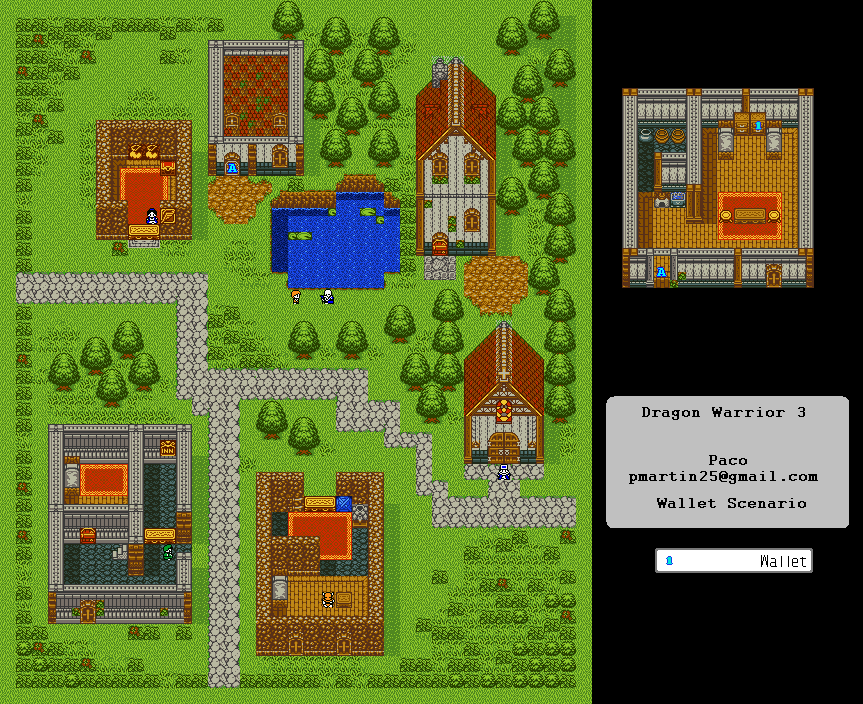 INN
Dragon Warrior 3
Paco
pmartin25@gmail.com
Wallet Scenario
Wallet